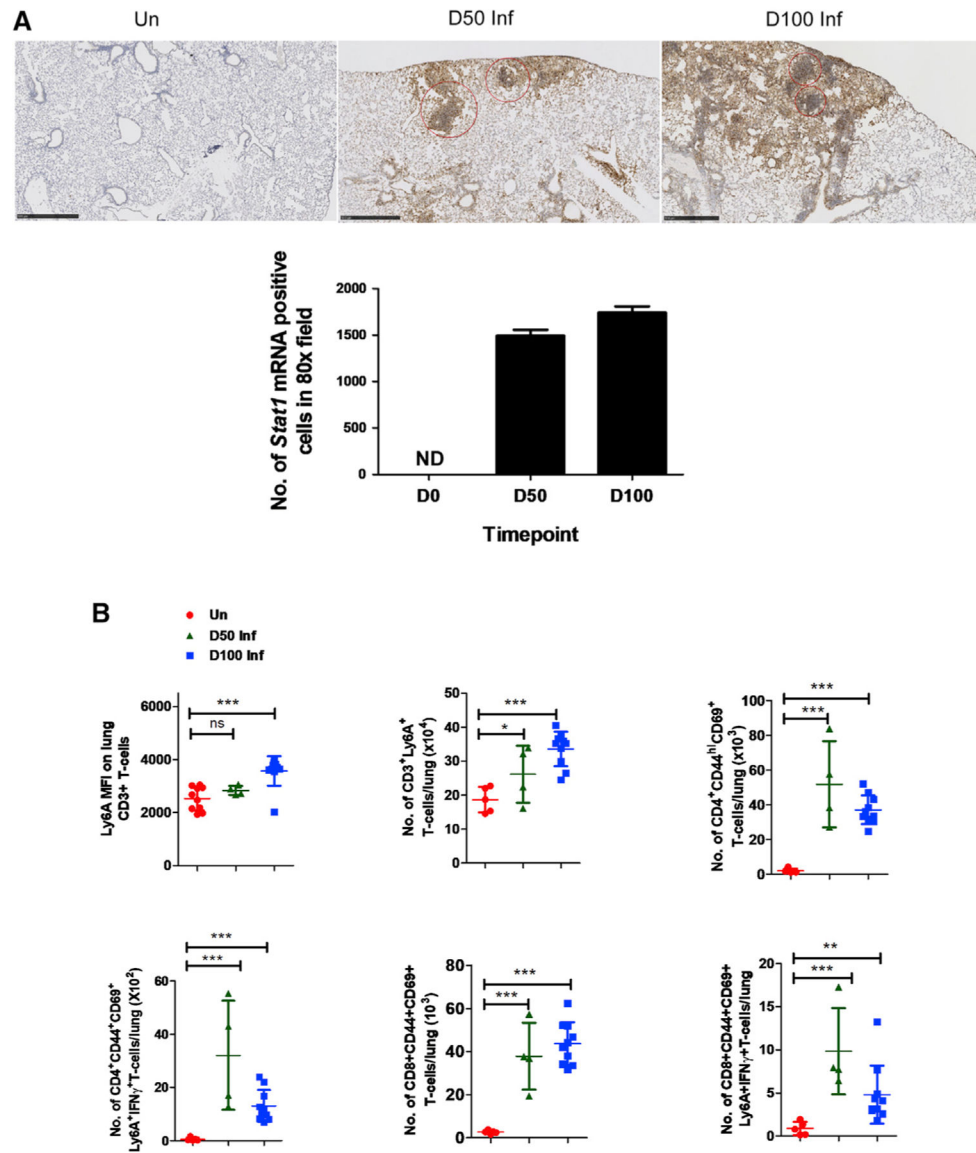 A
Un
D50 Inf
D100 Inf
No. of Stat1 mRNA positive
cells in 80x field
2000
1500
1000
500
0
ND
D0
D50
D100
Timepoint
B
Un
D50 Inf
D100 Inf
Ly6A MFI on lung
CD3+ T-cells
6000
4000
2000
0
***
ns
No. of CD3⁺Ly6A⁺
T-cells/lung (x10⁴)
50
40
30
20
10
0
***
*
No. of CD4⁺CD44ʰⁱCD69⁺
T-cells/lung (x10³)
100
80
60
40
20
0
***
***
No. of CD4⁺CD44⁺CD69⁺
Ly6A⁺IFNγ⁺T-cells/lung (X10²)
60
40
20
0
***
***
No. of CD8+CD44+CD69+
T-cells/lung (10³)
80
60
40
20
0
***
***
No. of CD8+CD44+CD69+
Ly6A+IFNγ+T-cells/lung
20
15
10
5
0
**
***